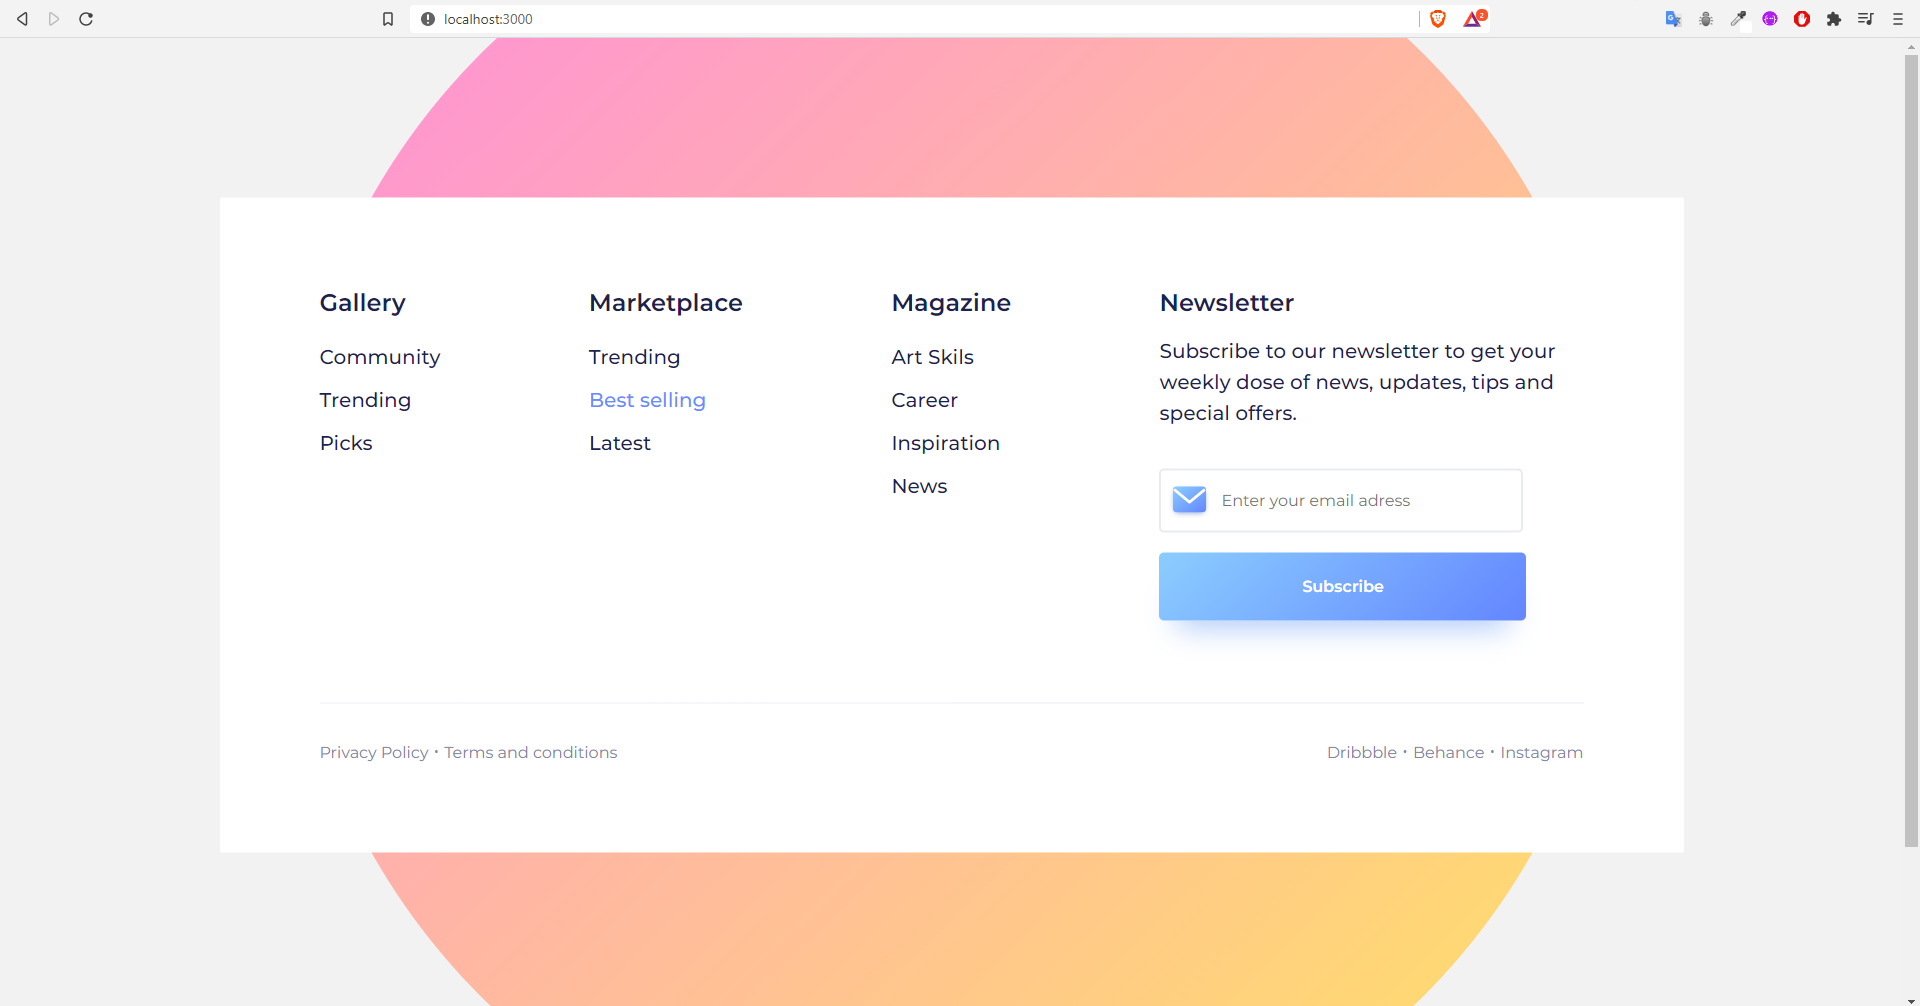 localhost:3000
2
Gallery
Community
Trending
Picks
Marketplace
Trending
Best selling
Latest
Magazine
Art Skils
Career
Inspiration
News
Newsletter
Subscribe to our newsletter to get your
weekly dose of news, updates, tips and
special offers.
Enter your email adress
Subscribe
Privacy Policy · Terms and conditions
Dribbble · Behance · Instagram